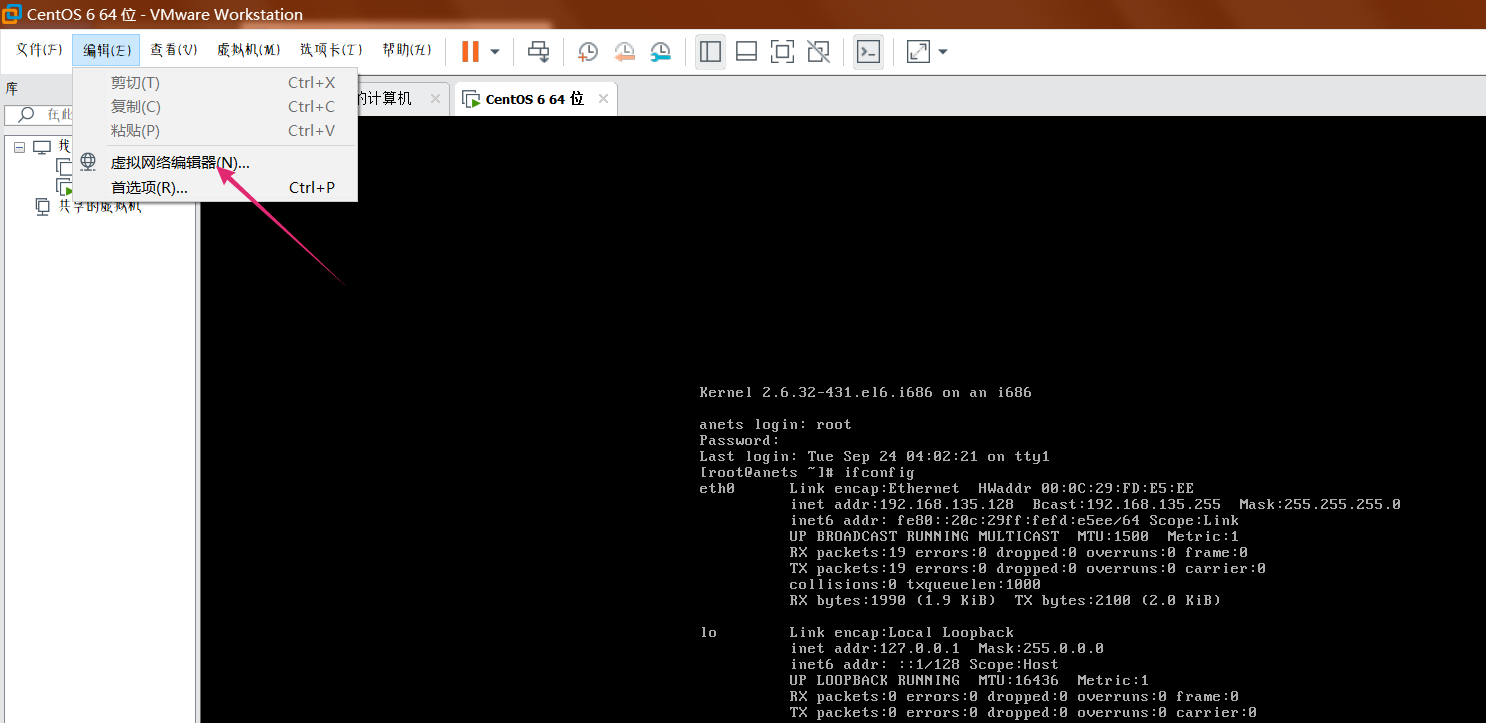 CentOS 6 64 位 - VMware Workstation
文件(F) 编辑(E) 查看(V) 虚拟机(M) 选项卡(T) 帮助(H)
剪切(T) Ctrl+X
库
的计算机
CentOS 6 64 位
复制(C) Ctrl+C
在此
粘贴(P) Ctrl+V
我
虚拟网络编辑器(N)...
首选项(R)... Ctrl+P
共享的虚拟机
Kernel 2.6.32-431.el6.i686 on an i686
anets login: root
Password:
Last login: Tue Sep 24 04:02:21 on tty1
[root@anets ~]# ifconfig
eth0 Link encap:Ethernet HWaddr 00:0C:29:FD:E5:EE
inet addr:192.168.135.128 Bcast:192.168.135.255 Mask:255.255.255.0
inet6 addr: fe80::20c:29ff:fefd:e5ee/64 Scope:Link
UP BROADCAST RUNNING MULTICAST MTU:1500 Metric:1
RX packets:19 errors:0 dropped:0 overruns:0 frame:0
TX packets:19 errors:0 dropped:0 overruns:0 carrier:0
collisions:0 txqueuelen:1000
RX bytes:1990 (1.9 KiB) TX bytes:2100 (2.0 KiB)
lo Link encap:Local Loopback
inet addr:127.0.0.1 Mask:255.0.0.0
inet6 addr: ::1/128 Scope:Host
UP LOOPBACK RUNNING MTU:16436 Metric:1
RX packets:0 errors:0 dropped:0 overruns:0 frame:0
TX packets:0 errors:0 dropped:0 overruns:0 carrier:0